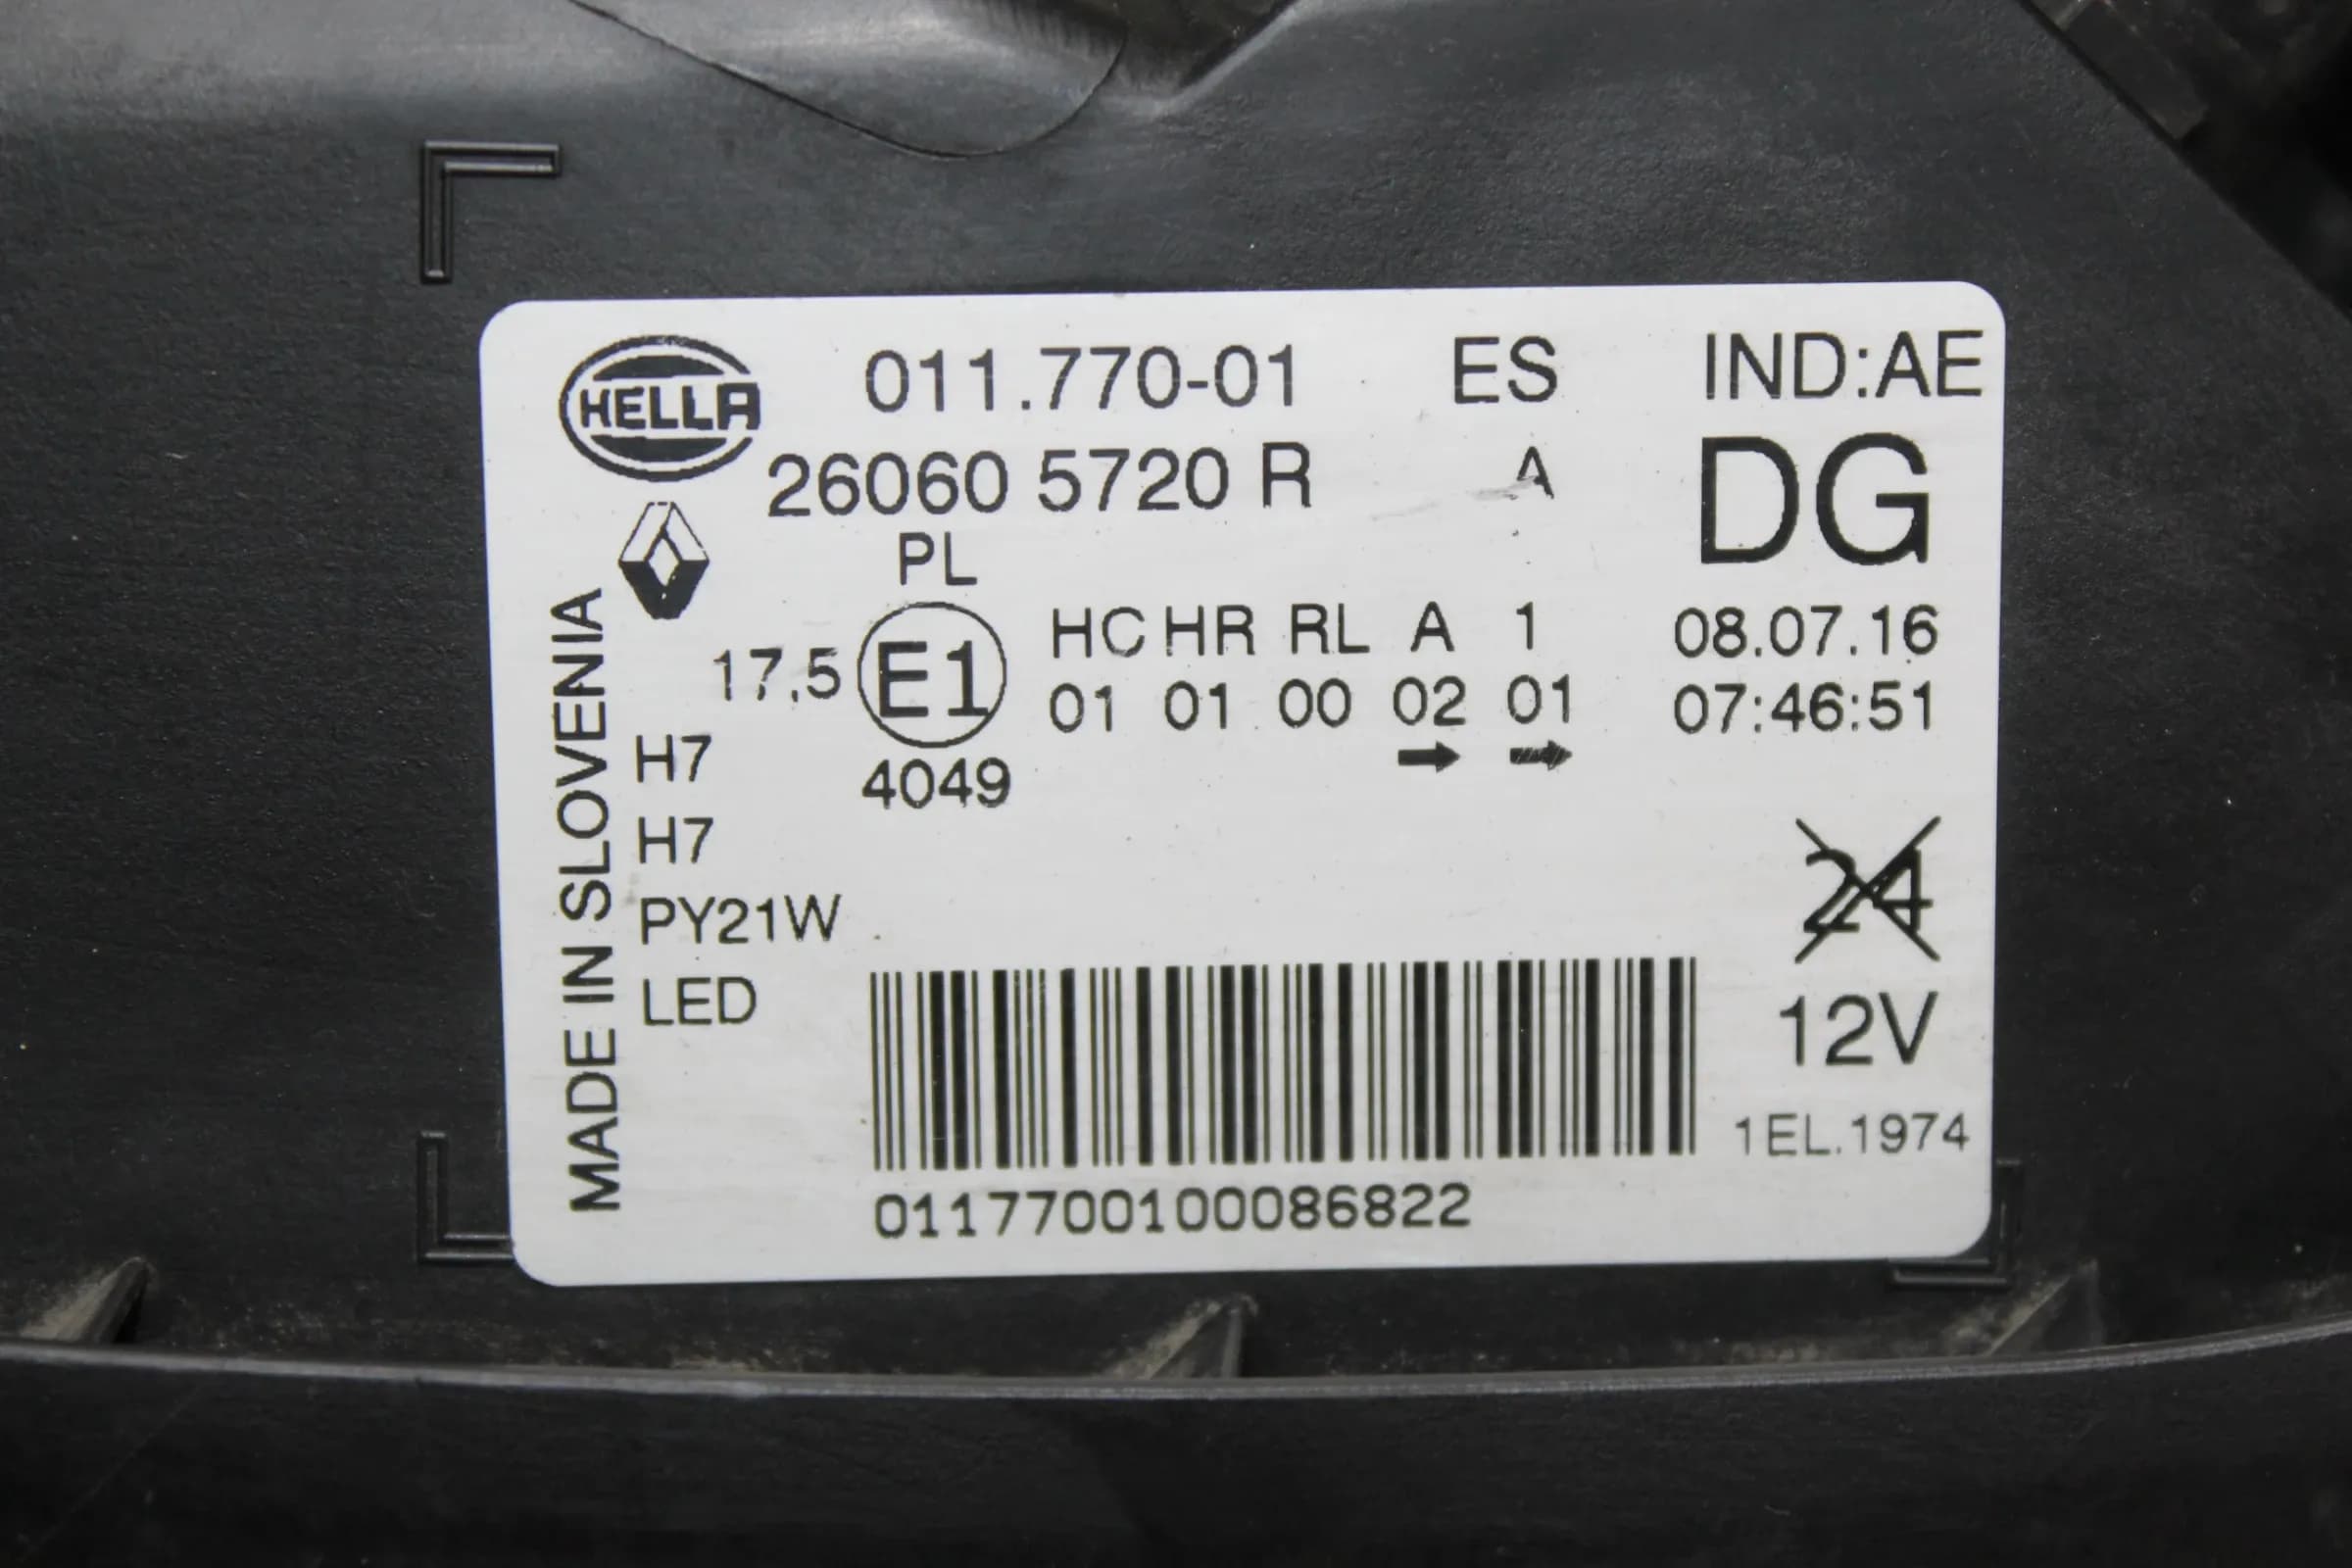 HELLA 011.770-01 ES IND:AE
26060 5720 R A DG
PL
17.5 E1 HC HR RL A 1 08.07.16
01 01 00 02 01 07:46:51
4049
H7
H7
PY21W
LED
MADE IN SLOVENIA
24
12V
1EL.1974
0117700100086822